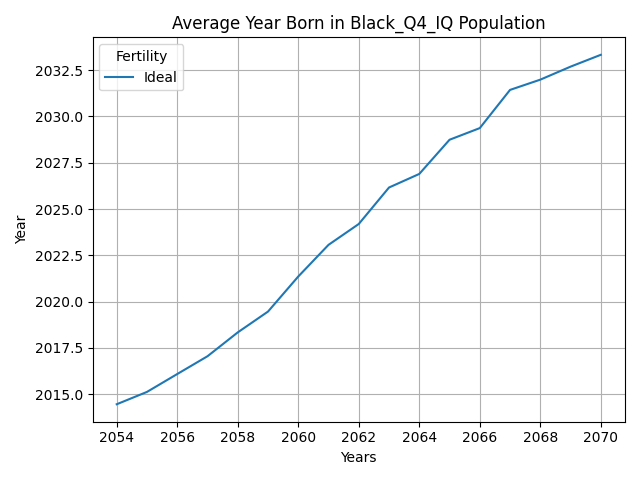 Average Year Born in Black_Q4_IQ Population
Fertility
Ideal
Year
2032.5
2030.0
2027.5
2025.0
2022.5
2020.0
2017.5
2015.0
2054 2056 2058 2060 2062 2064 2066 2068 2070
Years